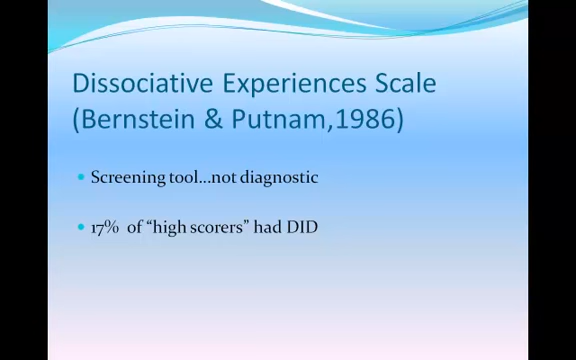 Dissociative Experiences Scale
(Bernstein & Putnam,1986)
Screening tool...not diagnostic
17% of “high scorers” had DID